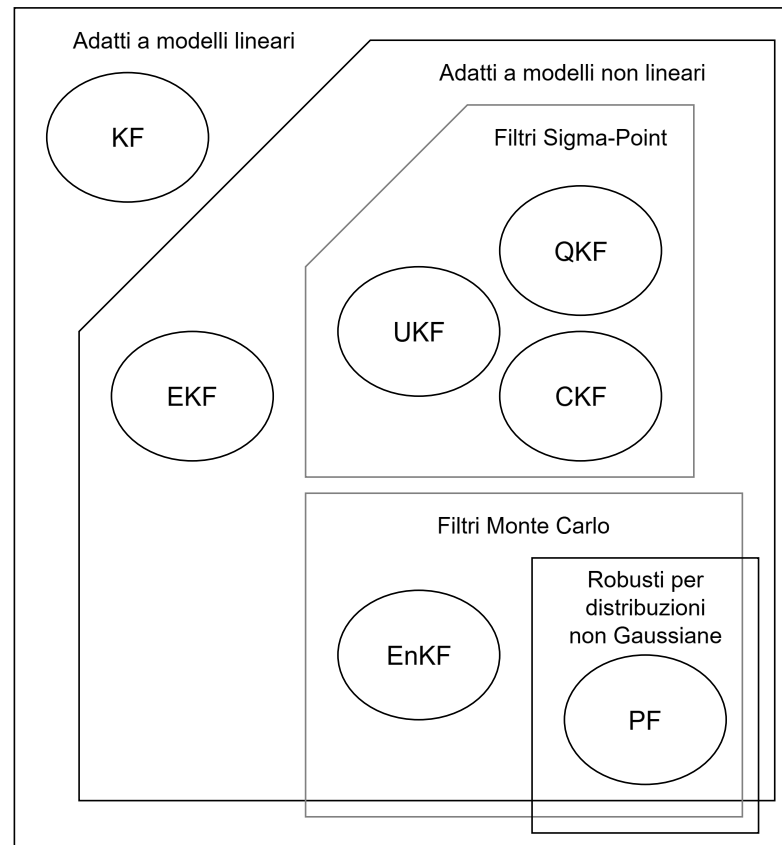 Adatti a modelli lineari
Adatti a modelli non lineari
KF
Filtri Sigma-Point
QKF
UKF
CKF
EKF
Filtri Monte Carlo
Robusti per
distribuzioni
non Gaussiane
EnKF
PF